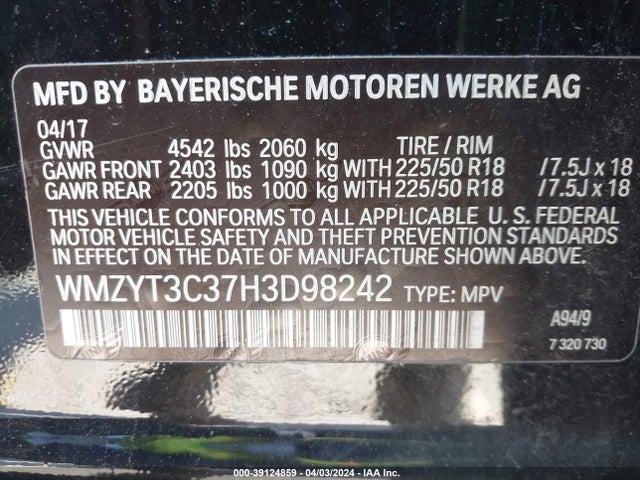 MFD BY BAYERISCHE MOTOREN WERKE AG
04/17
GVWR 4542 lbs 2060 kg TIRE / RIM
GAWR FRONT 2403 lbs 1090 kg WITH 225/50 R18 /7.5J x 18
GAWR REAR 2205 lbs 1000 kg WITH 225/50 R18 /7.5J x 18
THIS VEHICLE CONFORMS TO ALL APPLICABLE U. S. FEDERAL
MOTOR VEHICLE SAFETY AND THEFT PREVENTION STANDARDS
IN EFFECT ON THE DATE OF MANUFACTURE SHOWN ABOVE.
WMZYT3C37H3D98242 TYPE: MPV
A94/9
7 320 730
000-39124859 - 04/03/2024 - IAA Inc.